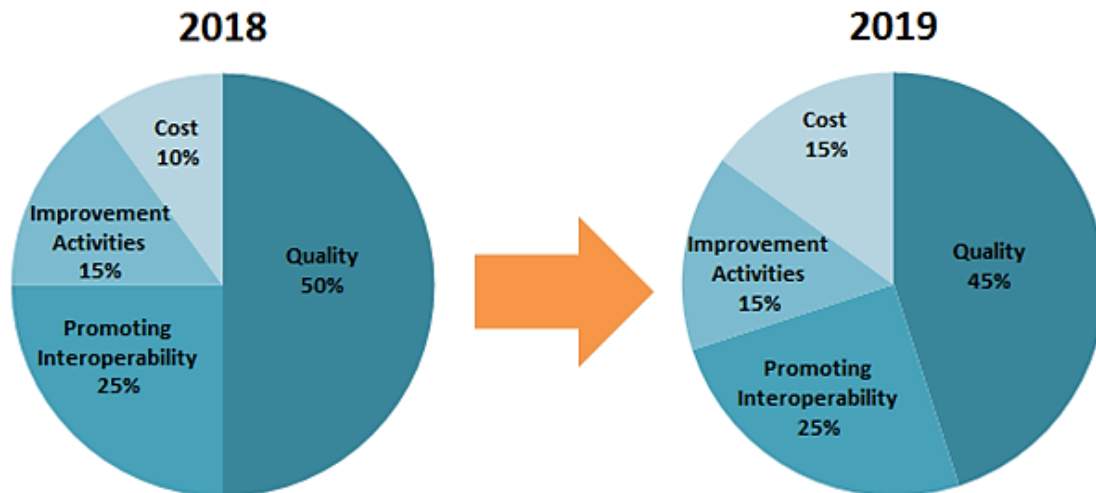 2018
Cost
10%
Improvement
Activities
15%
Quality
50%
Promoting
Interoperability
25%
2019
Cost
15%
Improvement
Activities
15%
Quality
45%
Promoting
Interoperability
25%